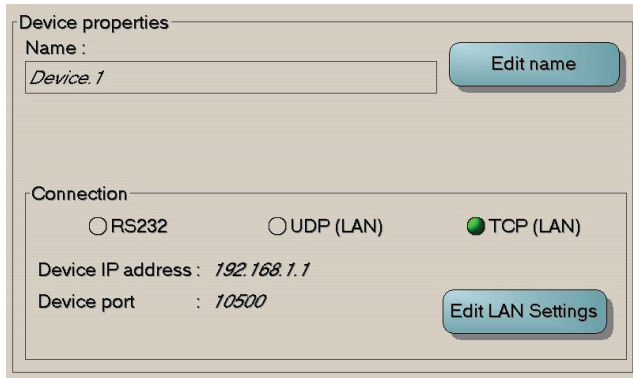 Device properties
Name :
Device.1
Edit name
Connection
RS232 UDP (LAN) TCP (LAN)
Device IP address : 192.168.1.1
Device port : 10500
Edit LAN Settings